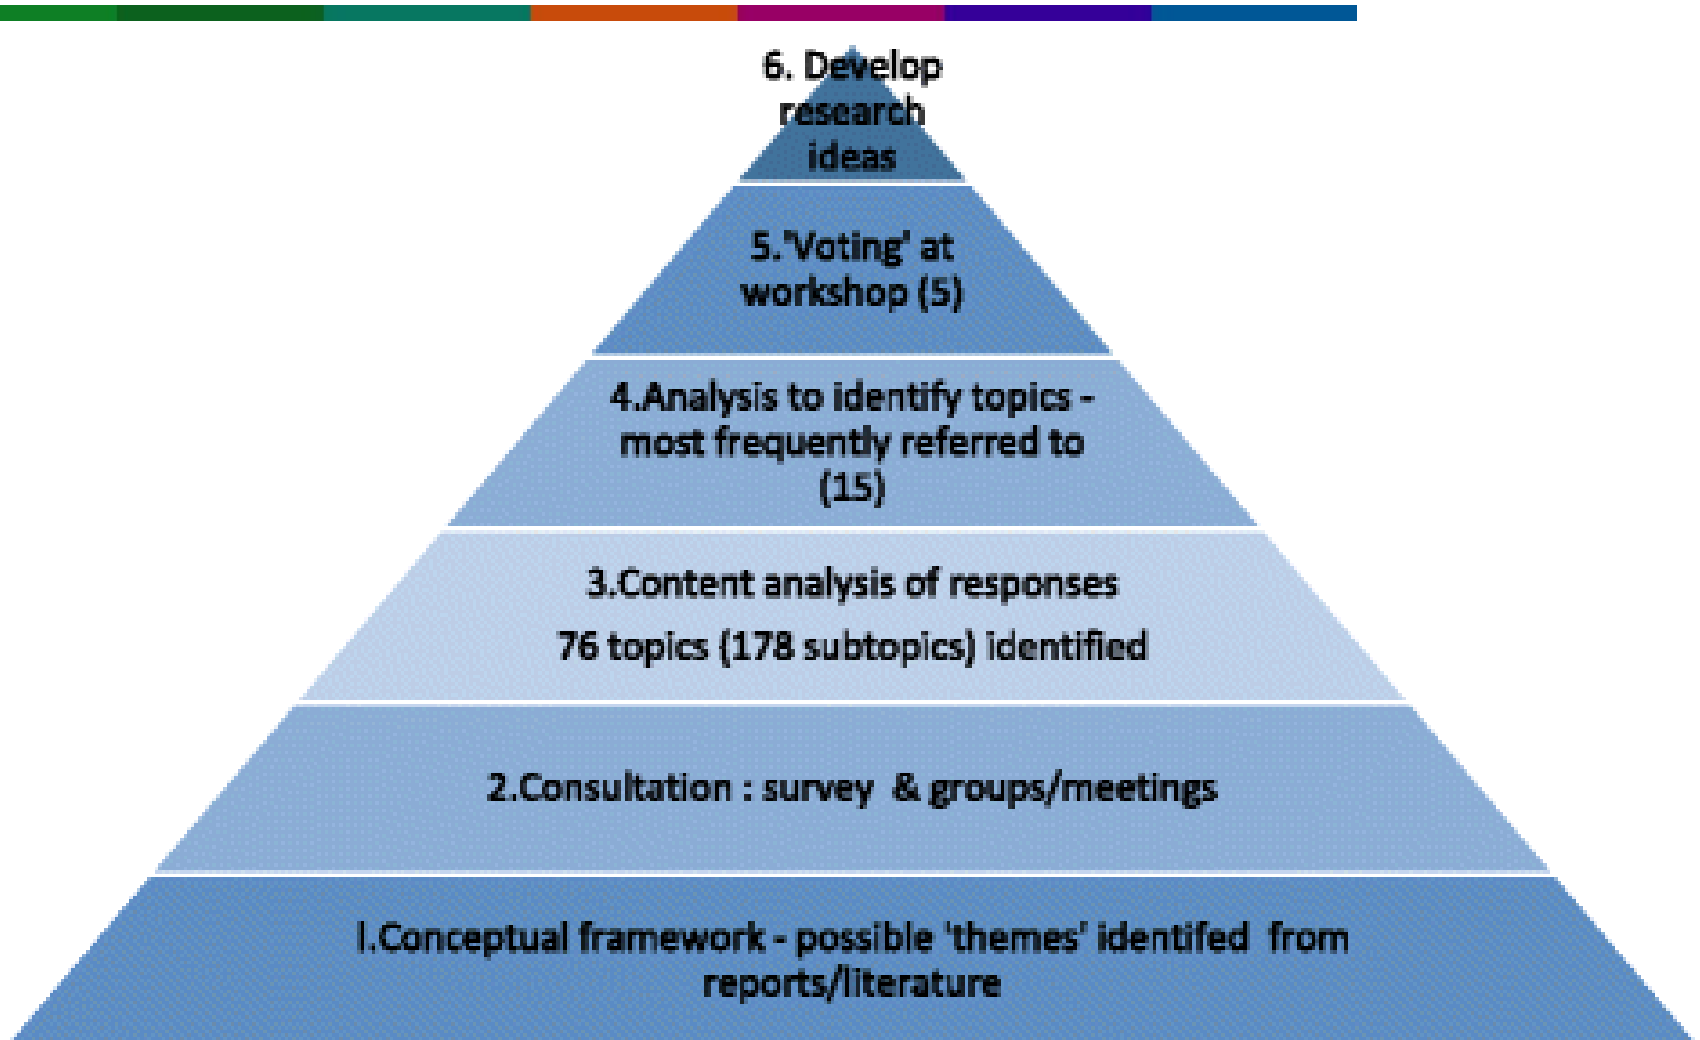 6. Develop
research
ideas
5.'Voting' at
workshop (5)
4.Analysis to identify topics -
most frequently referred to
(15)
3.Content analysis of responses
76 topics (178 subtopics) identified
2.Consultation : survey  & groups/meetings
I.Conceptual framework - possible 'themes' identifed  from
reports/literature